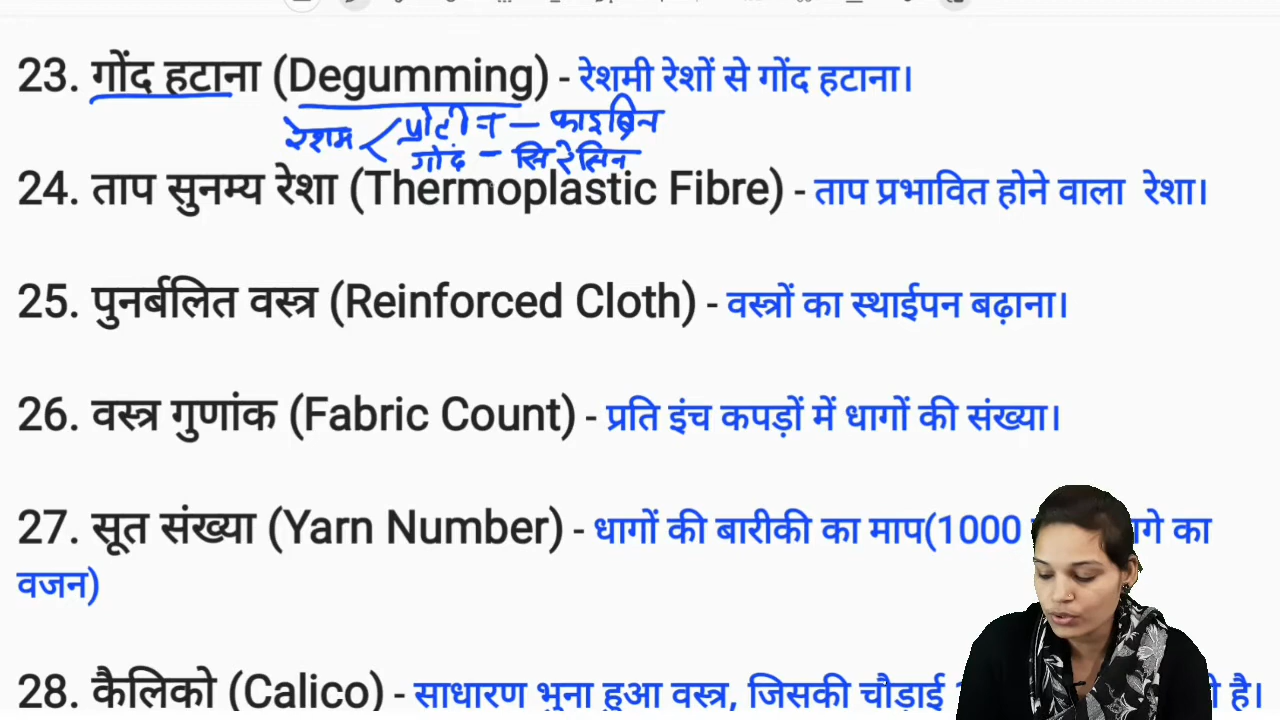 23. गोंद हटाना (Degumming) - रेशमी रेशों से गोंद हटाना।
रेशम < प्रोटीन – फाइब्रिन
गोंद – सिरेसिन
24. ताप सुनम्य रेशा (Thermoplastic Fibre) - ताप प्रभावित होने वाला रेशा।
25. पुनर्बलित वस्त्र (Reinforced Cloth) - वस्त्रों का स्थाईपन बढ़ाना।
26. वस्त्र गुणांक (Fabric Count) - प्रति इंच कपड़ों में धागों की संख्या।
27. सूत संख्या (Yarn Number) - धागों की बारीकी का माप(1000 का
वजन)
28. कैलिको (Calico) - साधारण भुना हुआ वस्त्र, जिसकी चौड़ाई है।